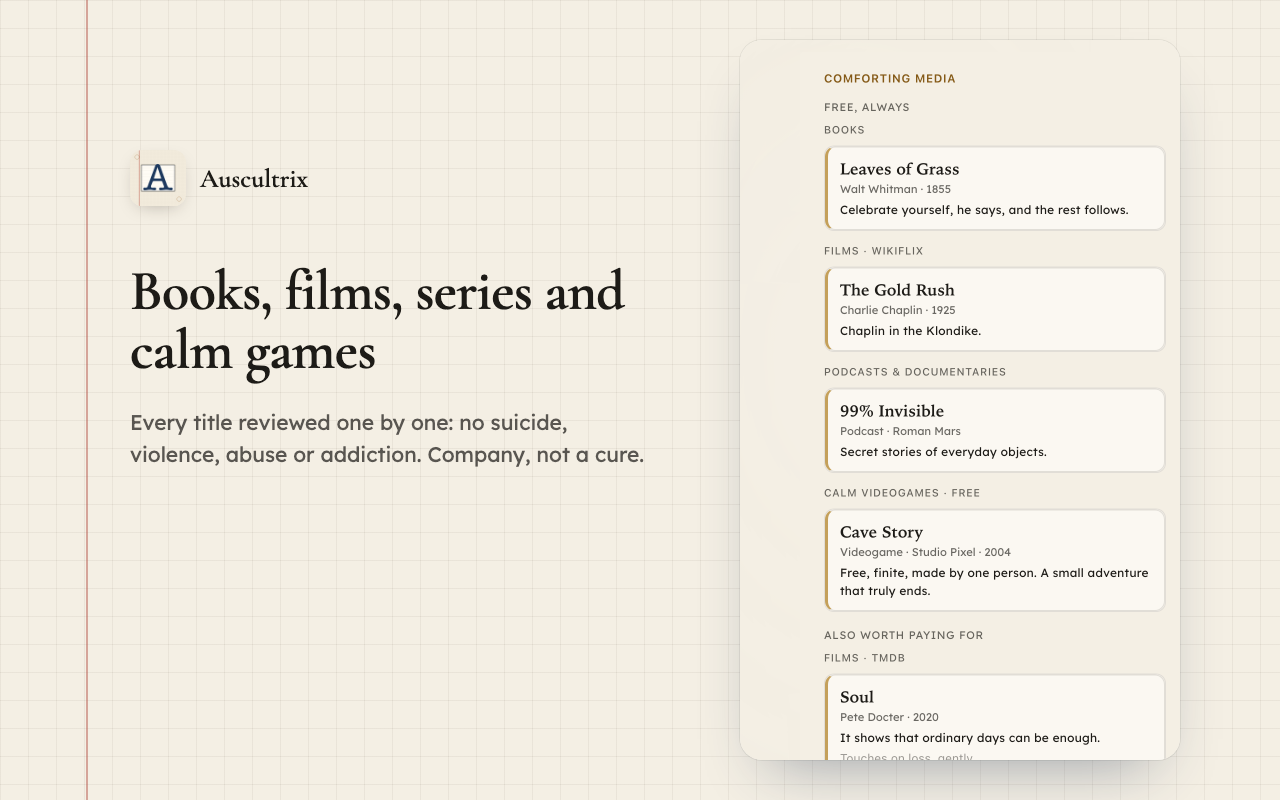 A
Auscultrix
Books, films, series and
calm games
Every title reviewed one by one: no suicide,
violence, abuse or addiction. Company, not a cure.
COMFORTING MEDIA
FREE, ALWAYS
BOOKS
Leaves of Grass
Walt Whitman · 1855
Celebrate yourself, he says, and the rest follows.
FILMS · WIKIFLIX
The Gold Rush
Charlie Chaplin · 1925
Chaplin in the Klondike.
PODCASTS & DOCUMENTARIES
99% Invisible
Podcast · Roman Mars
Secret stories of everyday objects.
CALM VIDEOGAMES · FREE
Cave Story
Videogame · Studio Pixel · 2004
Free, finite, made by one person. A small adventure
that truly ends.
ALSO WORTH PAYING FOR
FILMS · TMDB
Soul
Pete Docter · 2020
It shows that ordinary days can be enough.
Touches on loss, gently.